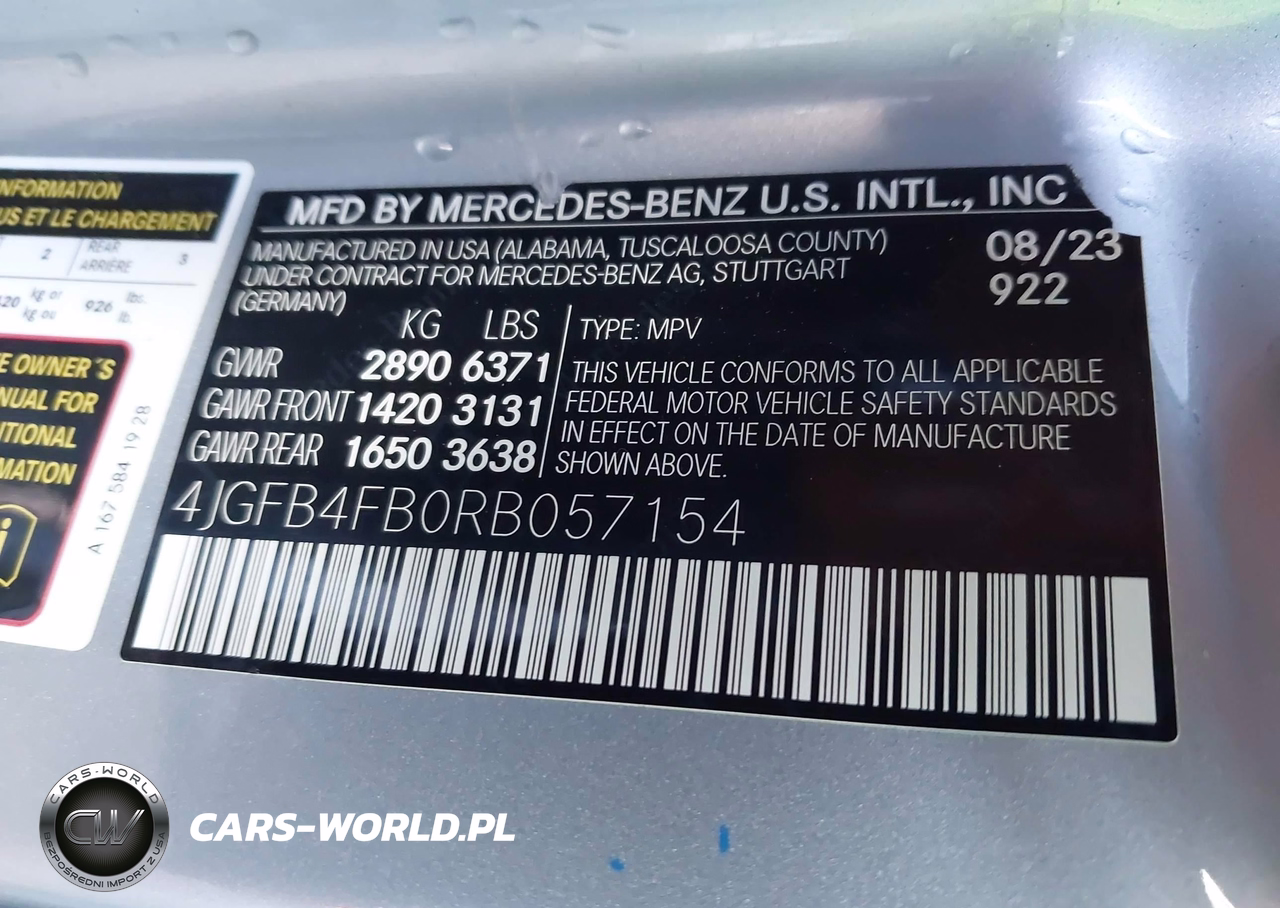 NFORMATION
US ET LE CHARGEMENT
2 REAR 3
ARRIÈRE
kg or 926 lbs.
kg ou lb.
E OWNER'S
NUAL FOR
ITIONAL
MATION
A 167 584 19 28
MFD BY MERCEDES-BENZ U.S. INTL., INC
MANUFACTURED IN USA (ALABAMA, TUSCALOOSA COUNTY) 08/23
UNDER CONTRACT FOR MERCEDES-BENZ AG, STUTTGART 922
(GERMANY)
KG LBS TYPE: MPV
GVWR 2890 6371
GAWR FRONT 1420 3131
GAWR REAR 1650 3638
THIS VEHICLE CONFORMS TO ALL APPLICABLE
FEDERAL MOTOR VEHICLE SAFETY STANDARDS
IN EFFECT ON THE DATE OF MANUFACTURE
SHOWN ABOVE.
4JGFB4FB0RB057154
CARS-WORLD
CW
BEZPOŚREDNI IMPORT Z USA
CARS-WORLD.PL